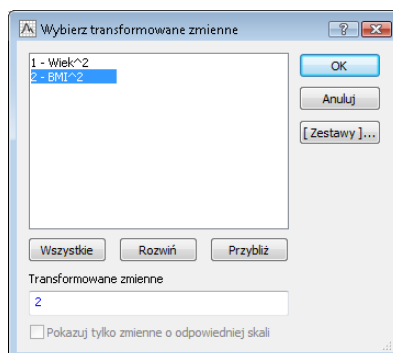 Wybierz transformowane zmienne
1 - Wiek^2
2 - BMI^2
OK
Anuluj
[ Zestawy ]...
Wszystkie
Rozwiń
Przybliż
Transformowane zmienne
2
Pokazuj tylko zmienne o odpowiedniej skali